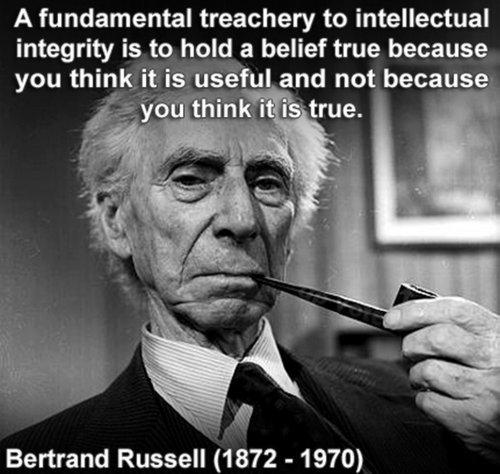 A fundamental treachery to intellectual
integrity is to hold a belief true because
you think it is useful and not because
you think it is true.
Bertrand Russell (1872 - 1970)